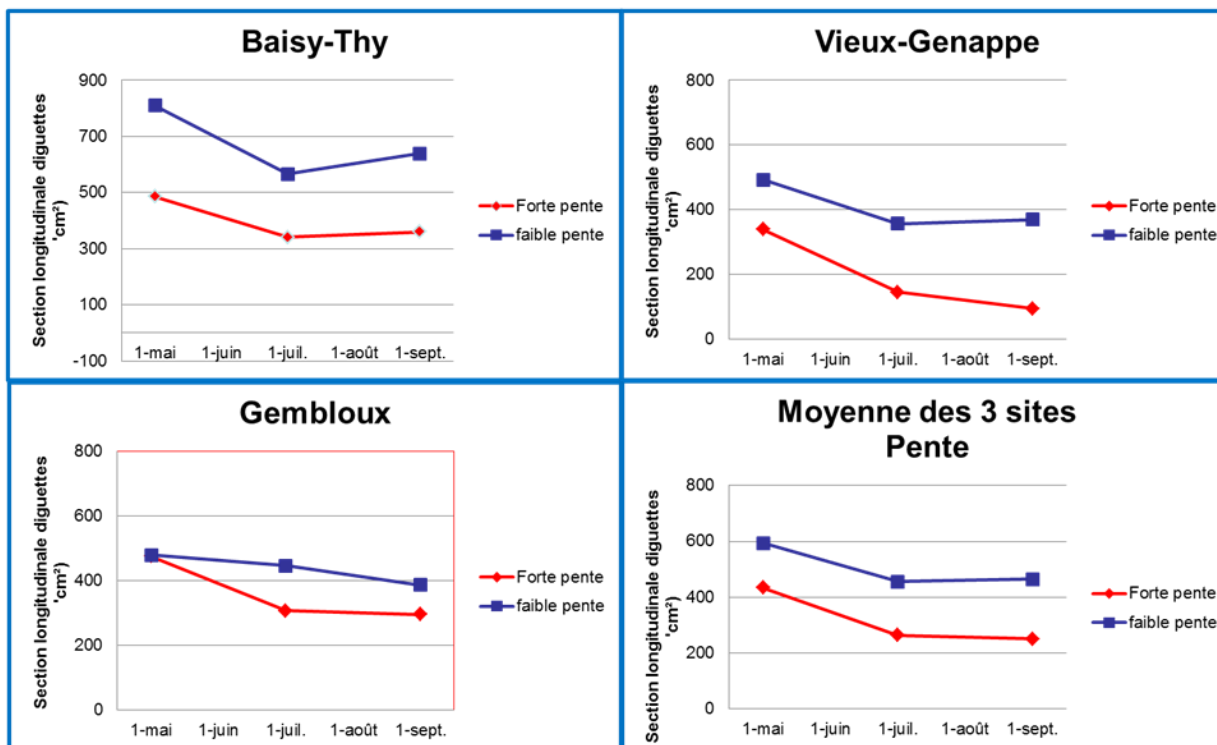 Baisy-Thy
Section longitudinale diguettes
'cm²)
900
700
500
300
100
-100
1-mai 1-juin 1-juil. 1-août 1-sept.
Forte pente
faible pente
Vieux-Genappe
Section longitudinale diguettes
'cm²)
800
600
400
200
0
1-mai 1-juin 1-juil. 1-août 1-sept.
Forte pente
faible pente
Gembloux
Section longitudinale diguettes
'cm²)
800
600
400
200
0
1-mai 1-juin 1-juil. 1-août 1-sept.
Forte pente
faible pente
Moyenne des 3 sites
Pente
Section longitudinale diguettes
'cm²)
800
600
400
200
0
1-mai 1-juin 1-juil. 1-août 1-sept.
Forte pente
faible pente